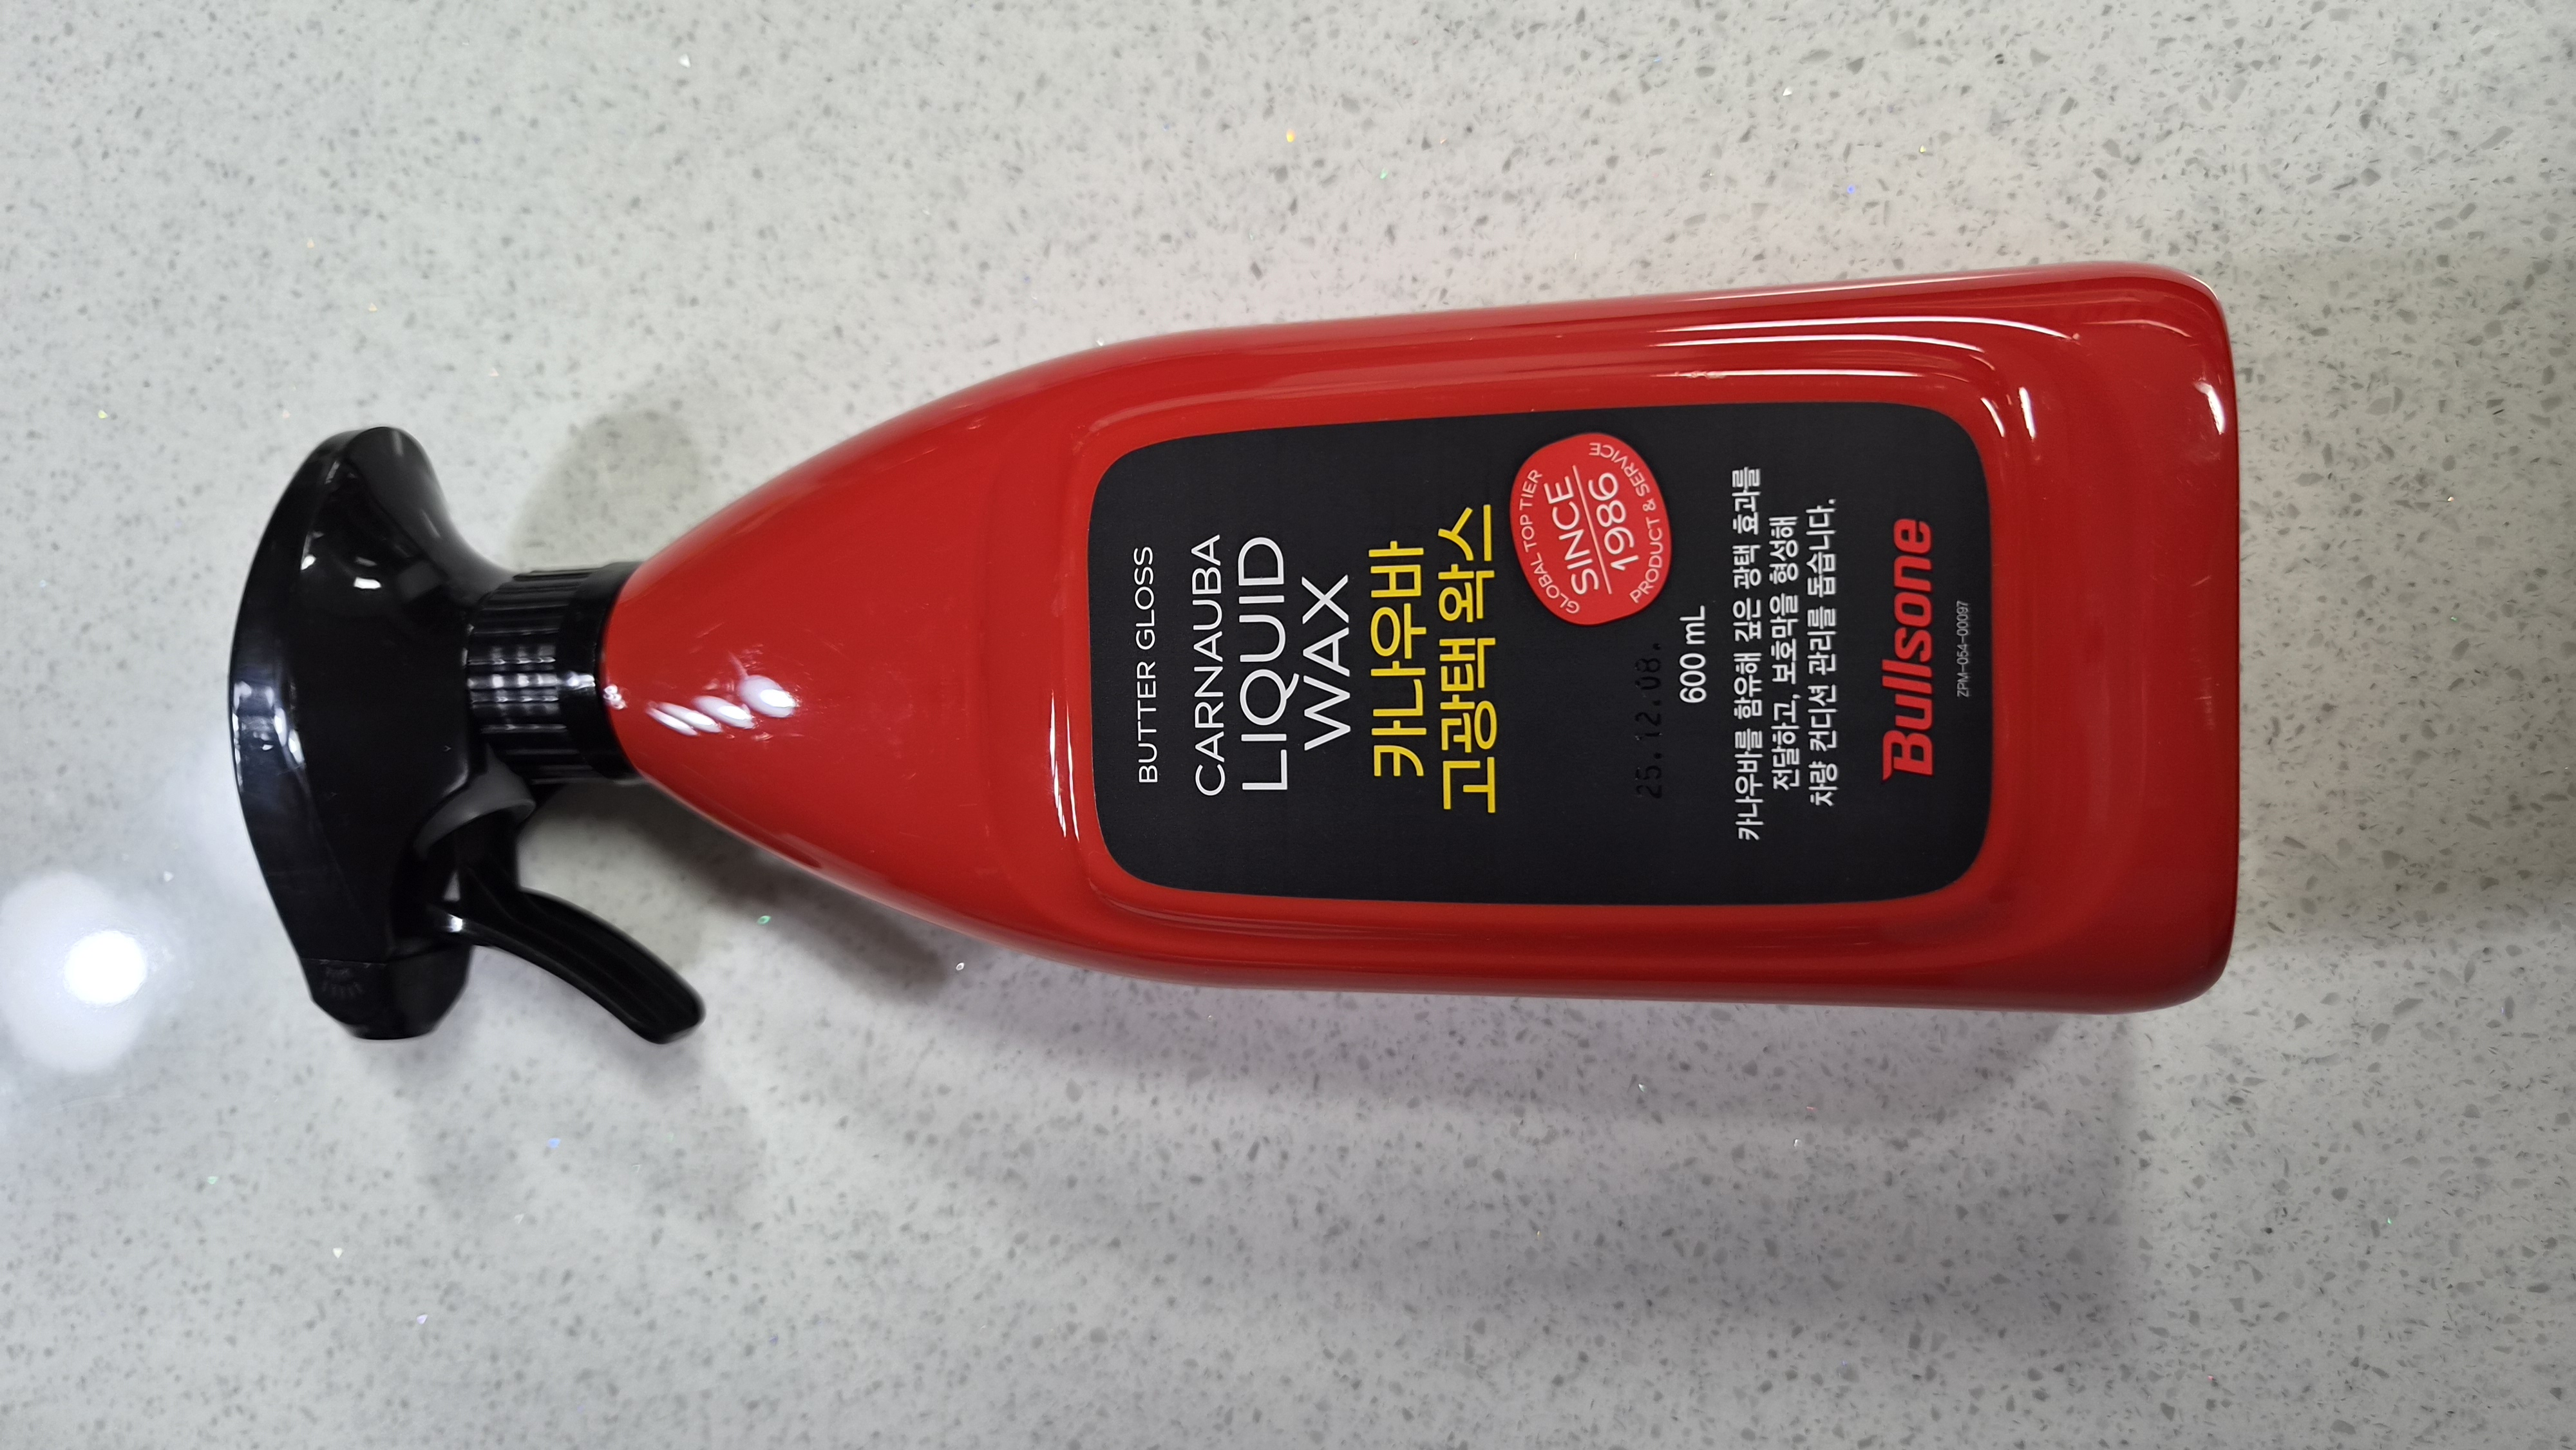 BUTTER GLOSS
CARNAUBA
LIQUID
WAX
카나우바
고광택 왁스
GLOBAL TOP TIER
SINCE
1986
PRODUCT & SERVICE
25.12.08.
600 mL
카나우바를 함유해 깊은 광택 효과를
전달하고, 보호막을 형성해
차량 컨디션 관리를 돕습니다.
Bullsone
ZPM-054-00097